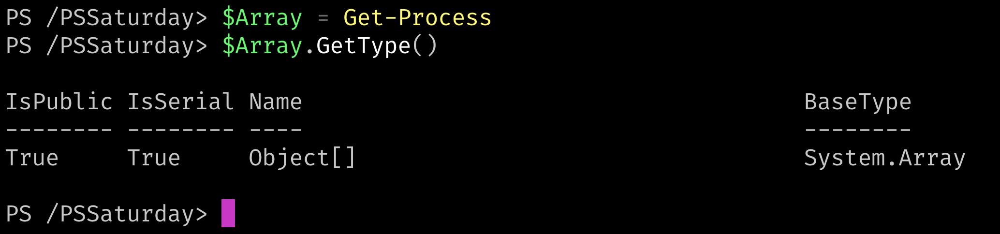 PS /PSSaturday> $Array = Get-Process
PS /PSSaturday> $Array.GetType()
IsPublic IsSerial Name                                     BaseType
-------- -------- ----                                     --------
True     True     Object[]                                 System.Array
PS /PSSaturday>